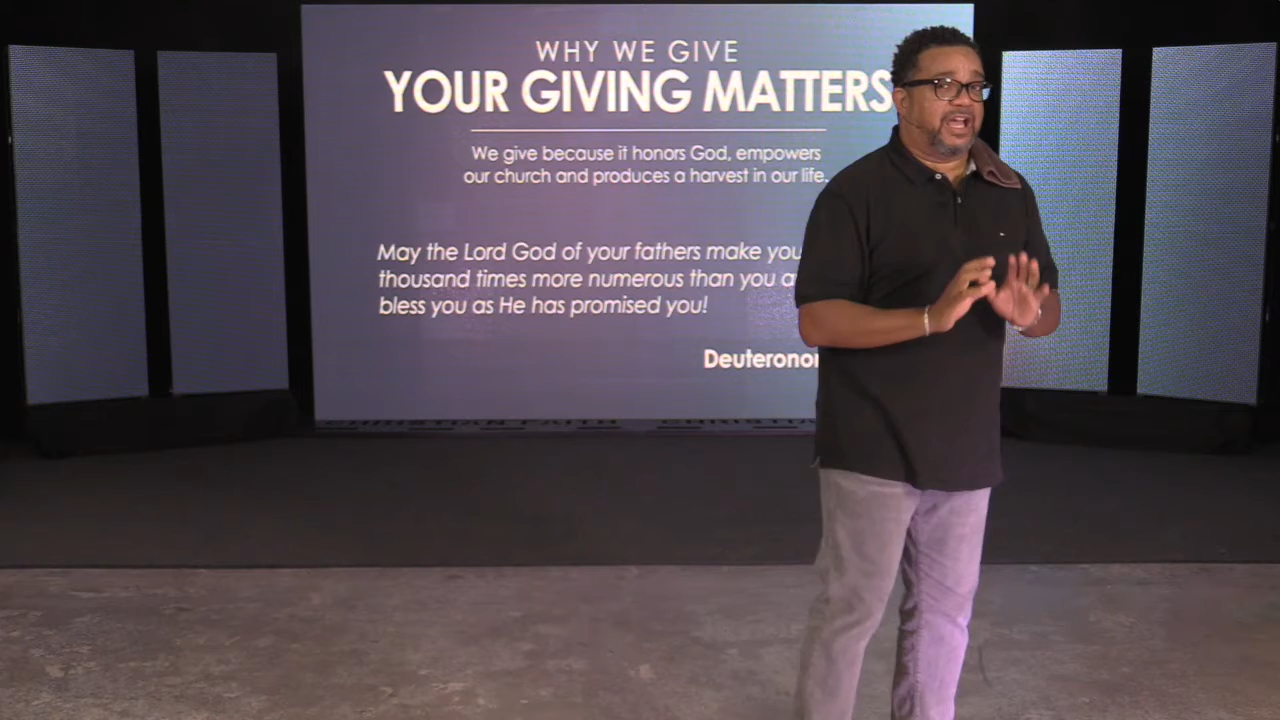 WHY WE GIVE
YOUR GIVING MATTERS
We give because it honors God, empowers
our church and produces a harvest in our life.
May the Lord God of your fathers make you
thousand times more numerous than you
bless you as He has promised you!
CHRISTIAN FAITH